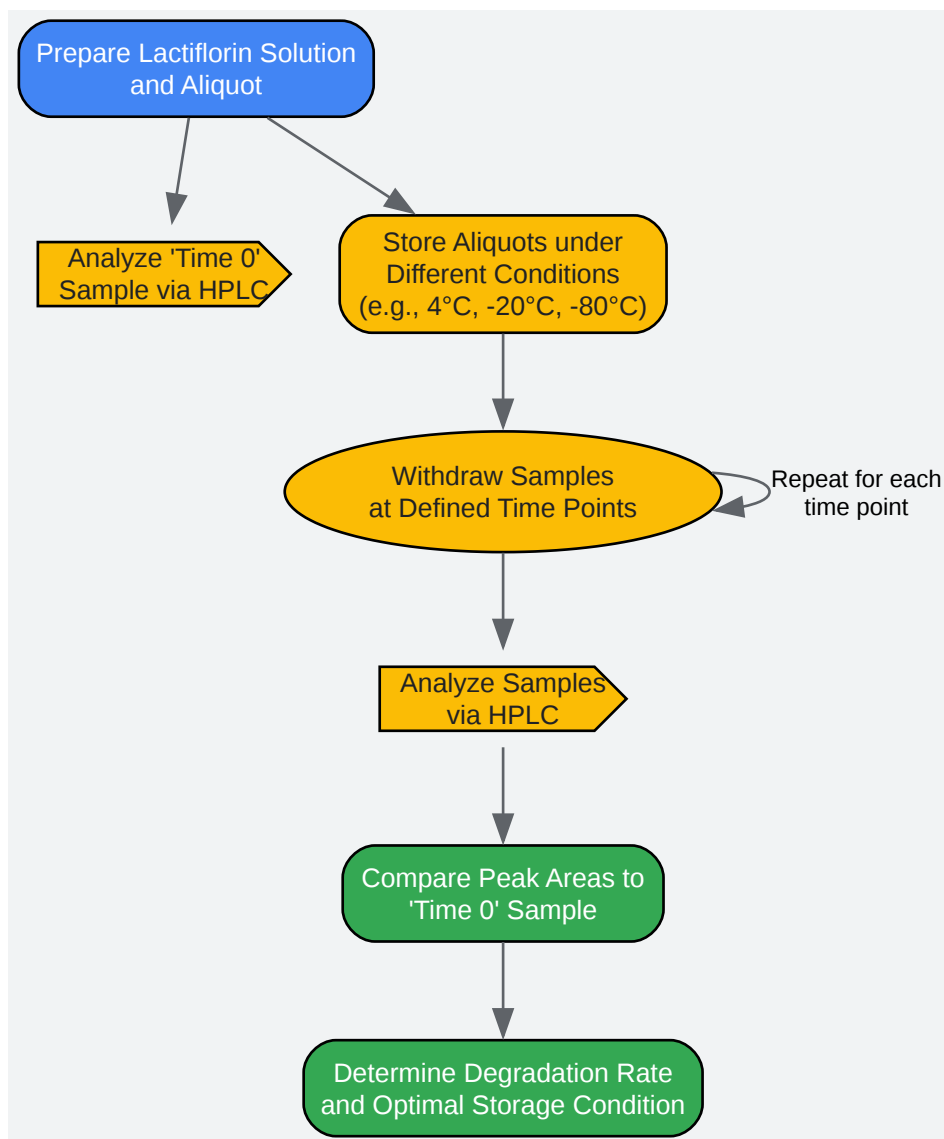 Prepare Lactiflorin Solution
and Aliquot
Analyze 'Time 0'
Sample via HPLC
Store Aliquots under
Different Conditions
(e.g., 4°C, -20°C, -80°C)
Withdraw Samples
at Defined Time Points
Repeat for each
time point
Analyze Samples
via HPLC
Compare Peak Areas to
'Time 0' Sample
Determine Degradation Rate
and Optimal Storage Condition